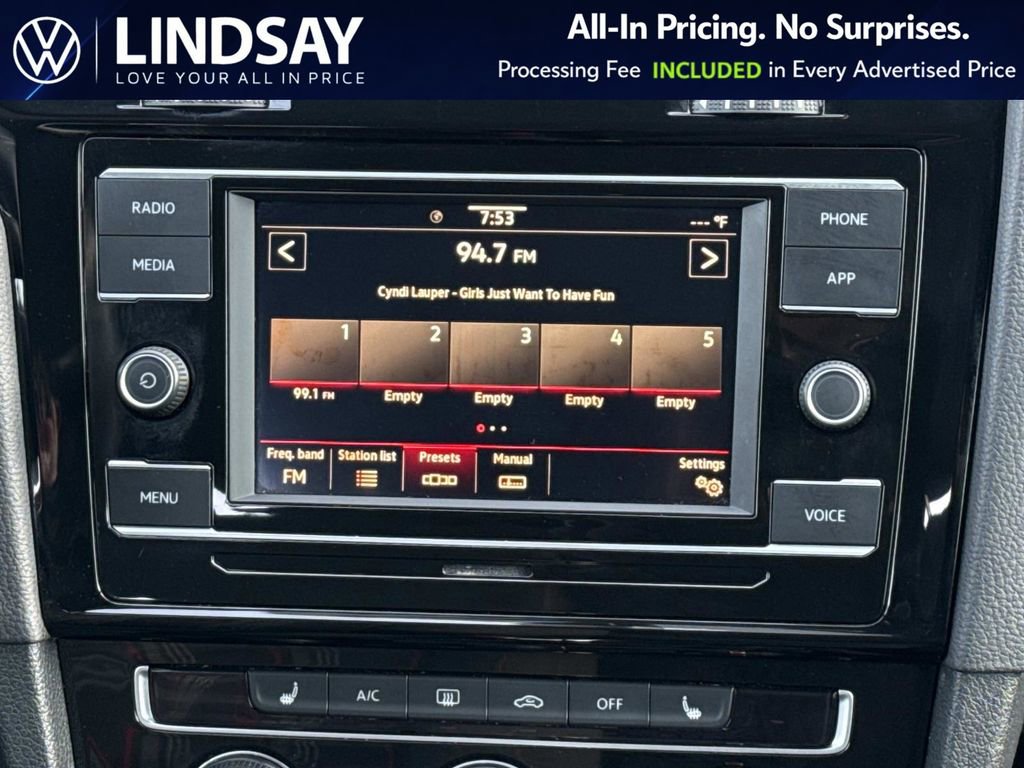 LINDSAY
LOVE YOUR ALL IN PRICE
All-In Pricing. No Surprises.
Processing Fee INCLUDED in Every Advertised Price
RADIO
MEDIA
MENU
PHONE
APP
VOICE
7:53
--- °F
<
94.7 FM
>
Cyndi Lauper - Girls Just Want To Have Fun
1 2 3 4 5
99.1 FM Empty Empty Empty Empty
Freq. band Station list Presets Manual Settings
FM
A/C OFF